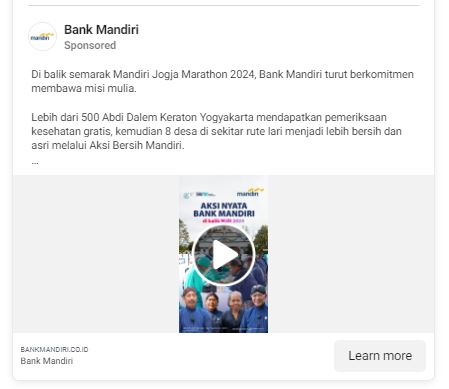 Bank Mandiri
Sponsored
mandiri
Di balik semarak Mandiri Jogja Marathon 2024, Bank Mandiri turut berkomitmen
membawa misi mulia.
Lebih dari 500 Abdi Dalem Keraton Yogyakarta mendapatkan pemeriksaan
kesehatan gratis, kemudian 8 desa di sekitar rute lari menjadi lebih bersih dan
asri melalui Aksi Bersih Mandiri.
...
mandiri
AKSI NYATA
BANK MANDIRI
di balik MJM 2024
BANKMANDIRI.CO.ID
Bank Mandiri
Learn more